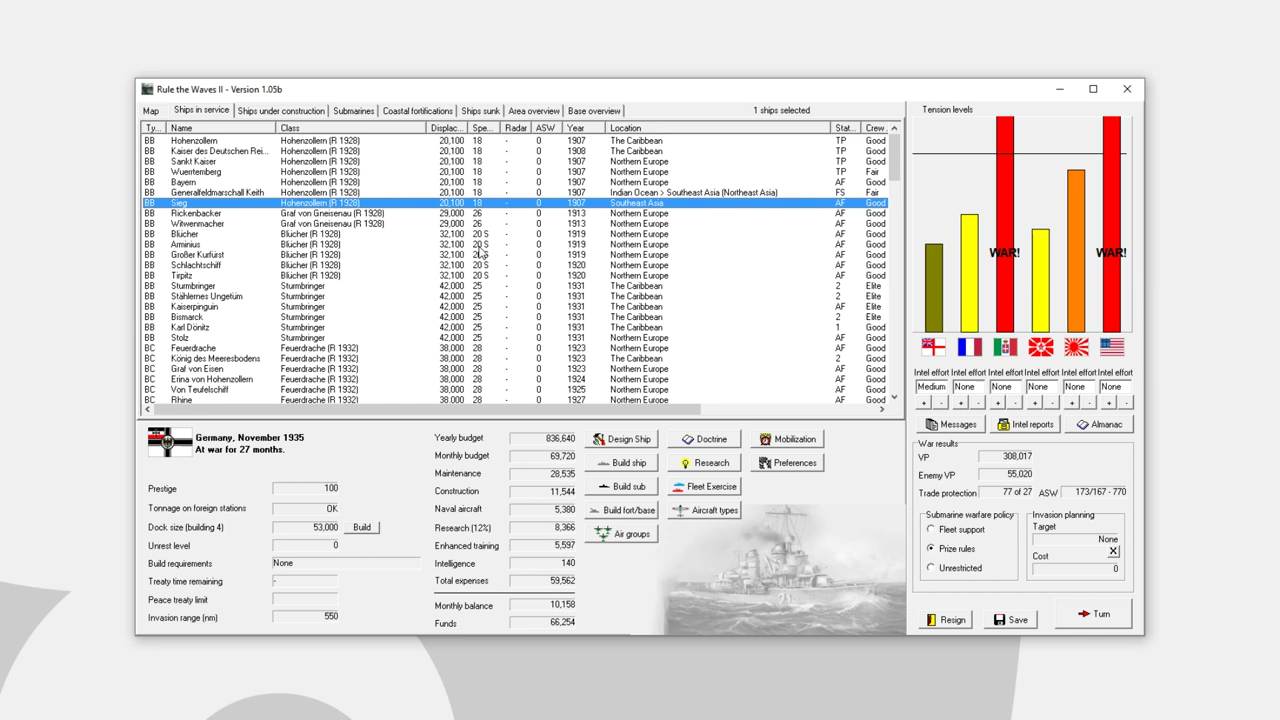 Rule the Waves II - Version 1.05b
Map Ships in service Ships under construction Submarines Coastal fortifications Ships sunk Area overview Base overview 1 ships selected
Ty... Name Class Displac... Spe... Radar ASW Year Location Stat... Crew
BB Hohenzollern Hohenzollern (R 1928) 20,100 18 - 0 1907 The Caribbean TP Good
BB Kaiser des Deutschen Rei... Hohenzollern (R 1928) 20,100 18 - 0 1908 The Caribbean TP Good
BB Sankt Kaiser Hohenzollern (R 1928) 20,100 18 - 0 1907 Northern Europe TP Good
BB Wuerttemberg Hohenzollern (R 1928) 20,100 18 - 0 1907 Northern Europe TP Fair
BB Bayern Hohenzollern (R 1928) 20,100 18 - 0 1907 Northern Europe AF Good
BB Generalfeldmarschall Keith Hohenzollern (R 1928) 20,100 18 - 0 1907 Indian Ocean > Southeast Asia (Northeast Asia) FS Fair
BB Sieg Hohenzollern (R 1928) 20,100 18 - 0 1907 Southeast Asia AF Good
BB Rickenbacker Graf von Gneisenau (R 1928) 29,000 26 - 0 1913 Northern Europe AF Good
BB Witwenmacher Graf von Gneisenau (R 1928) 29,000 26 - 0 1913 Northern Europe AF Good
BB Blücher Blücher (R 1928) 32,100 20 S - 0 1919 Northern Europe AF Good
BB Arminius Blücher (R 1928) 32,100 20 S - 0 1919 Northern Europe AF Good
BB Großer Kurfürst Blücher (R 1928) 32,100 20 S - 0 1919 Northern Europe AF Good
BB Schlachtschiff Blücher (R 1928) 32,100 20 S - 0 1920 Northern Europe AF Good
BB Tirpitz Blücher (R 1928) 32,100 20 S - 0 1920 Northern Europe AF Good
BB Sturmbringer Sturmbringer 42,000 25 - 0 1931 The Caribbean 2 Elite
BB Stählernes Ungetüm Sturmbringer 42,000 25 - 0 1931 The Caribbean 2 Elite
BB Kaiserpinguin Sturmbringer 42,000 25 - 0 1931 The Caribbean AF Elite
BB Bismarck Sturmbringer 42,000 25 - 0 1931 The Caribbean 2 Elite
BB Karl Dönitz Sturmbringer 42,000 25 - 0 1931 The Caribbean 1 Good
BB Stolz Sturmbringer 42,000 25 - 0 1931 Northern Europe AF Good
BC Feuerdrache Feuerdrache (R 1932) 38,000 28 - 0 1923 Northern Europe AF Good
BC König des Meeresbodens Feuerdrache (R 1932) 38,000 28 - 0 1923 The Caribbean 2 Good
BC Graf von Eisen Feuerdrache (R 1932) 38,000 28 - 0 1923 Northern Europe AF Good
BC Erina von Hohenzollern Feuerdrache (R 1932) 38,000 28 - 0 1924 Northern Europe AF Good
BC Von Teufelschiff Feuerdrache (R 1932) 38,000 28 - 0 1925 Northern Europe AF Good
BC Rhine Feuerdrache (R 1932) 38,000 28 - 0 1927 Northern Europe AF Good
Tension levels
WAR! WAR!
Intel effort Intel effort Intel effort Intel effort Intel effort Intel effort
Medium None None None None None
+ - + - + - + - + - + -
Messages Intel reports Almanac
War results
VP 308,017
Enemy VP 55,020
Trade protection 77 of 27 ASW 173/167 - 770
Submarine warfare policy
Fleet support
Prize rules
Unrestricted
Invasion planning
Target
None
Cost X
0
Resign Save Turn
Germany, November 1935
At war for 27 months.
Prestige 100
Tonnage on foreign stations OK
Dock size (building 4) 53,000 Build
Unrest level 0
Build requirements None
Treaty time remaining -
Peace treaty limit
Invasion range (nm) 550
Yearly budget 836,640
Monthly budget 69,720
Maintenance 28,535
Construction 11,544
Naval aircraft 5,380
Research (12%) 8,366
Enhanced training 5,597
Intelligence 140
Total expenses 59,562
Monthly balance 10,158
Funds 66,254
Design Ship Doctrine Mobilization
Build ship Research Preferences
Build sub Fleet Exercise
Build fort/base Aircraft types
Air groups